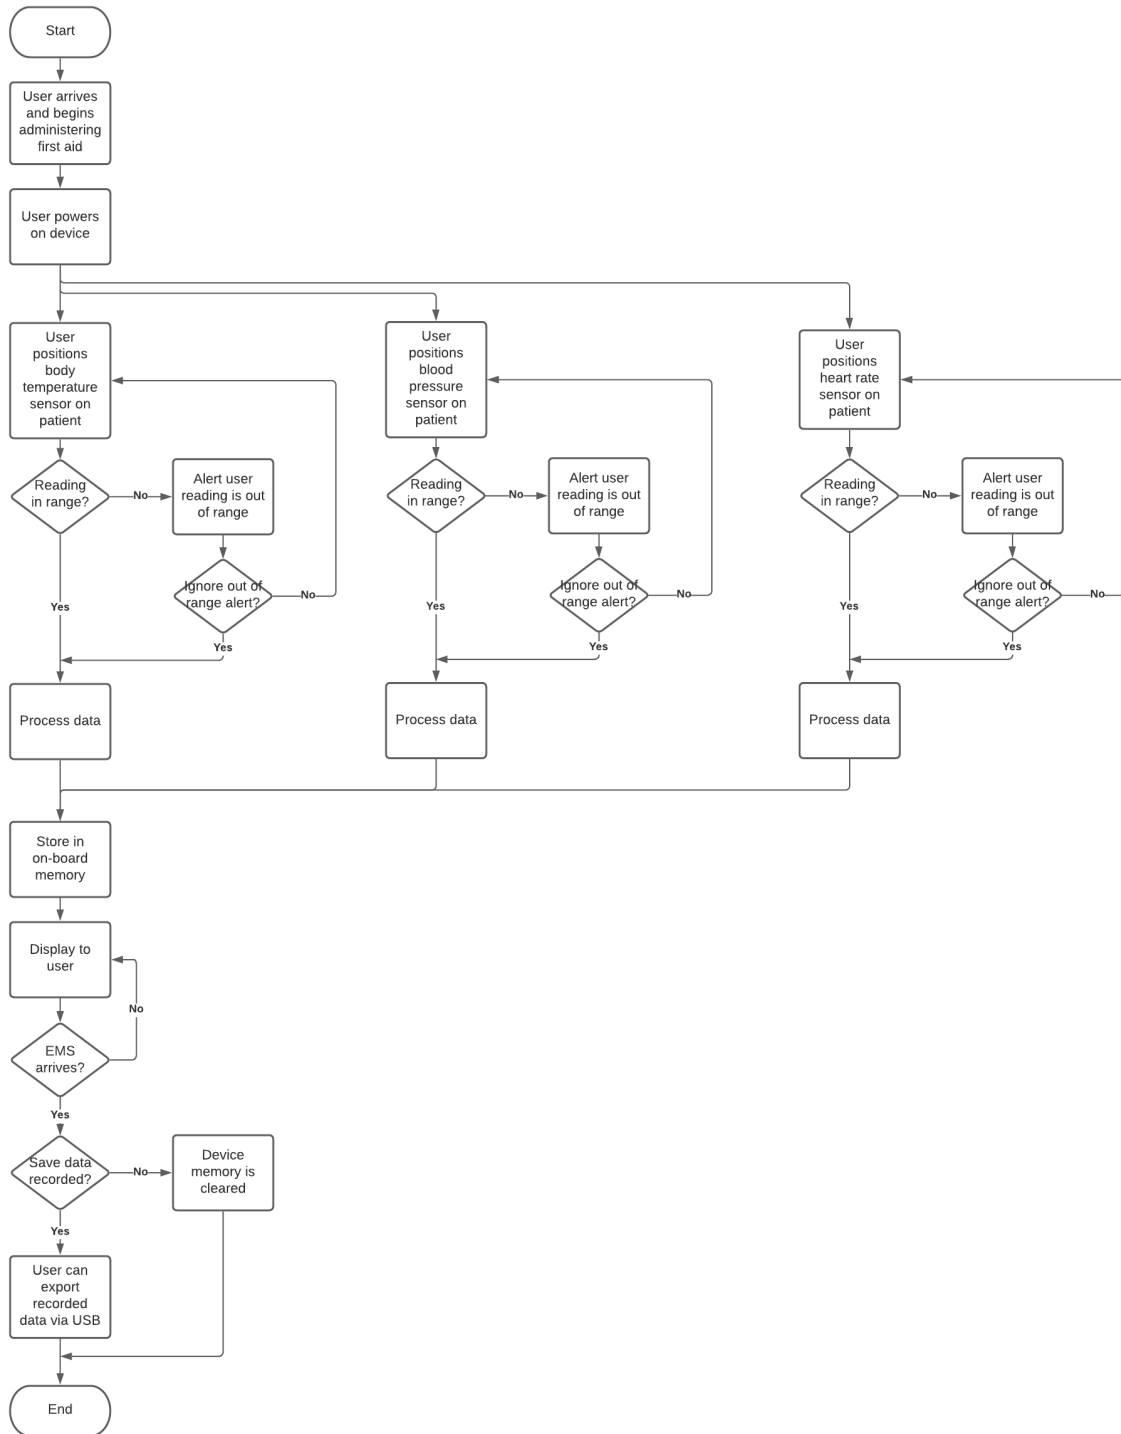 Start
User arrives
and begins
administering
first aid
User powers
on device
User
positions
body
temperature
sensor on
patient
User
positions
blood
pressure
sensor on
patient
User
positions
heart rate
sensor on
patient
Reading
in range?
No
Alert user
reading is out
of range
Reading
in range?
No
Alert user
reading is out
of range
Reading
in range?
No
Alert user
reading is out
of range
Ignore out of
range alert?
No
Ignore out of
range alert?
No
Ignore out of
range alert?
No
Yes
Yes
Yes
Yes
Yes
Yes
Process data
Process data
Process data
Store in
on-board
memory
Display to
user
No
EMS
arrives?
Yes
Save data
recorded?
No
Device
memory is
cleared
Yes
User can
export
recorded
data via USB
End